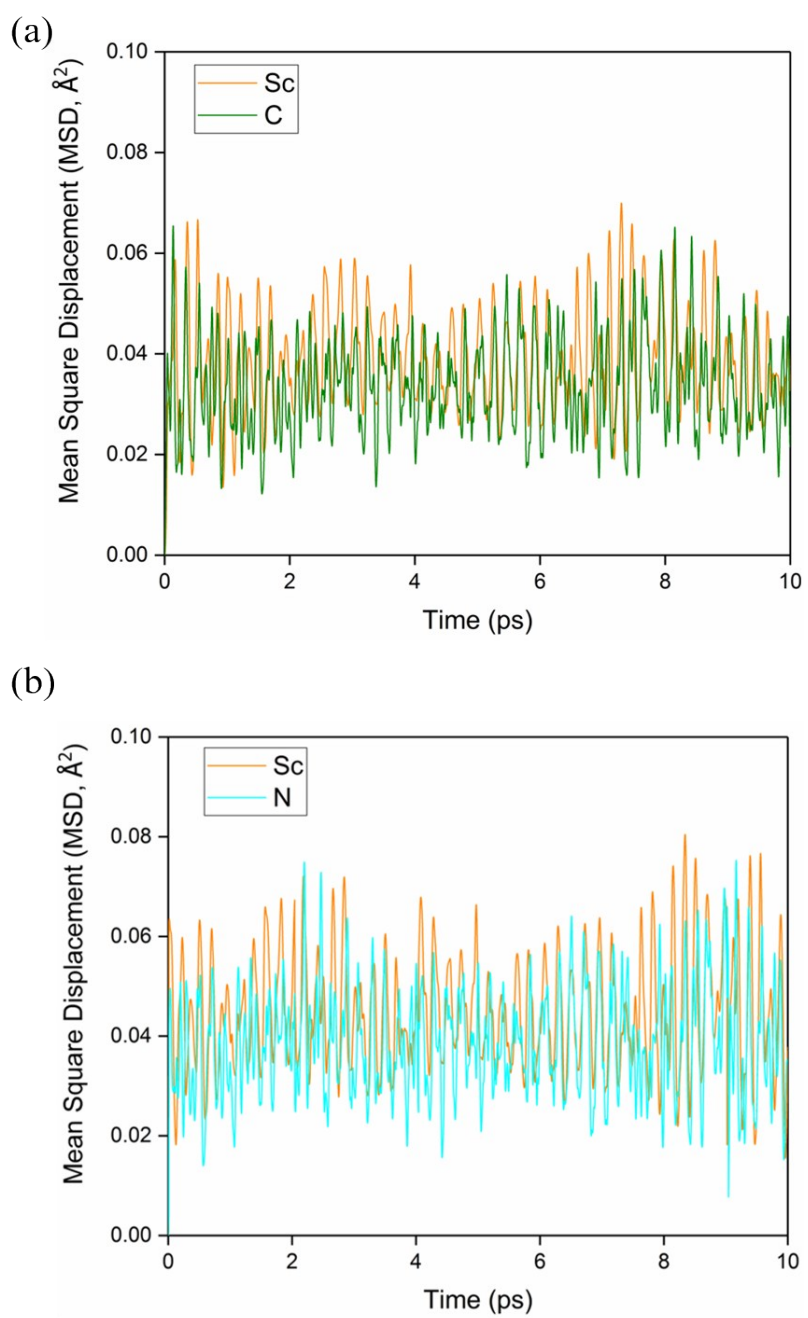 (a)
Mean Square Displacement (MSD, Å²)
0.10
0.08
0.06
0.04
0.02
0.00
Sc
C
0 2 4 6 8 10
Time (ps)
(b)
Mean Square Displacement (MSD, Å²)
0.10
0.08
0.06
0.04
0.02
0.00
Sc
N
0 2 4 6 8 10
Time (ps)